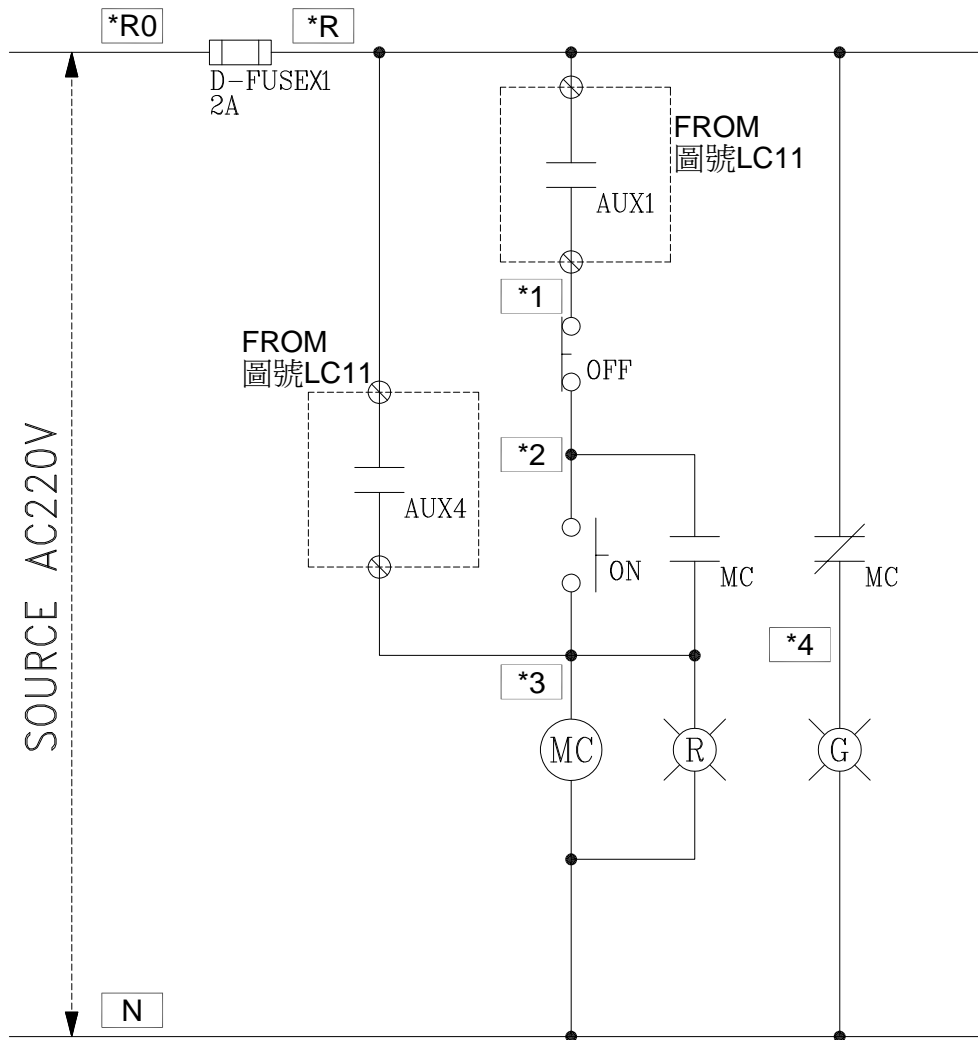 *R0
*R
D-FUSEX1
2A
FROM
圖號LC11
AUX1
*1
OFF
FROM
圖號LC11
AUX4
*2
ON
MC
MC
*4
*3
MC
R
G
SOURCE AC220V
N